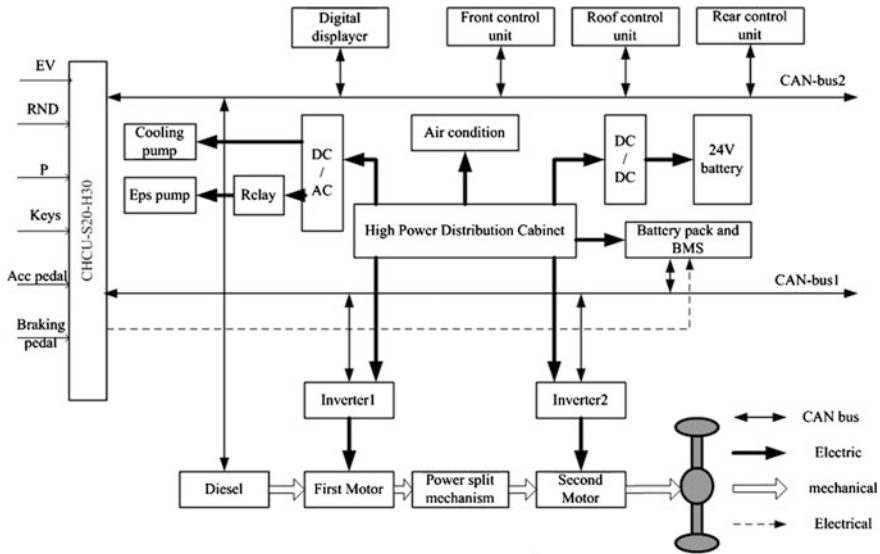 Digital
displayer
Front control
unit
Roof control
unit
Rear control
unit
EV
CAN-bus2
RND
Cooling
pump
DC
/
AC
Air condition
DC
/
DC
24V
battery
P
Eps pump
Relay
Keys
CHCU-S20-H30
High Power Distribution Cabinet
Battery pack and
BMS
Acc pedal
CAN-bus1
Braking
pedal
Inverter1
Inverter2
CAN bus
Electric
Diesel
First Motor
Power split
mechanism
Second
Motor
mechanical
Electrical